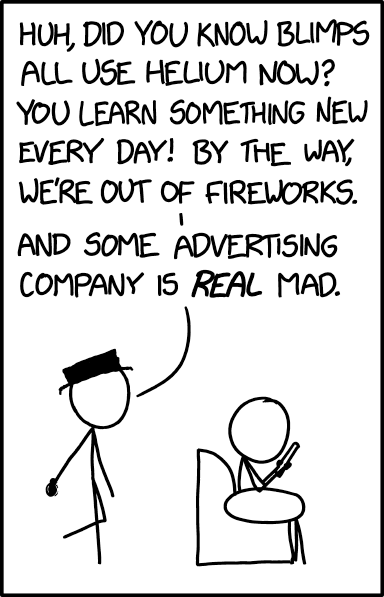 HUH, DID YOU KNOW BLIMPS
ALL USE HELIUM NOW?
YOU LEARN SOMETHING NEW
EVERY DAY! BY THE WAY,
WE'RE OUT OF FIREWORKS.
AND SOME ADVERTISING
COMPANY IS REAL MAD.